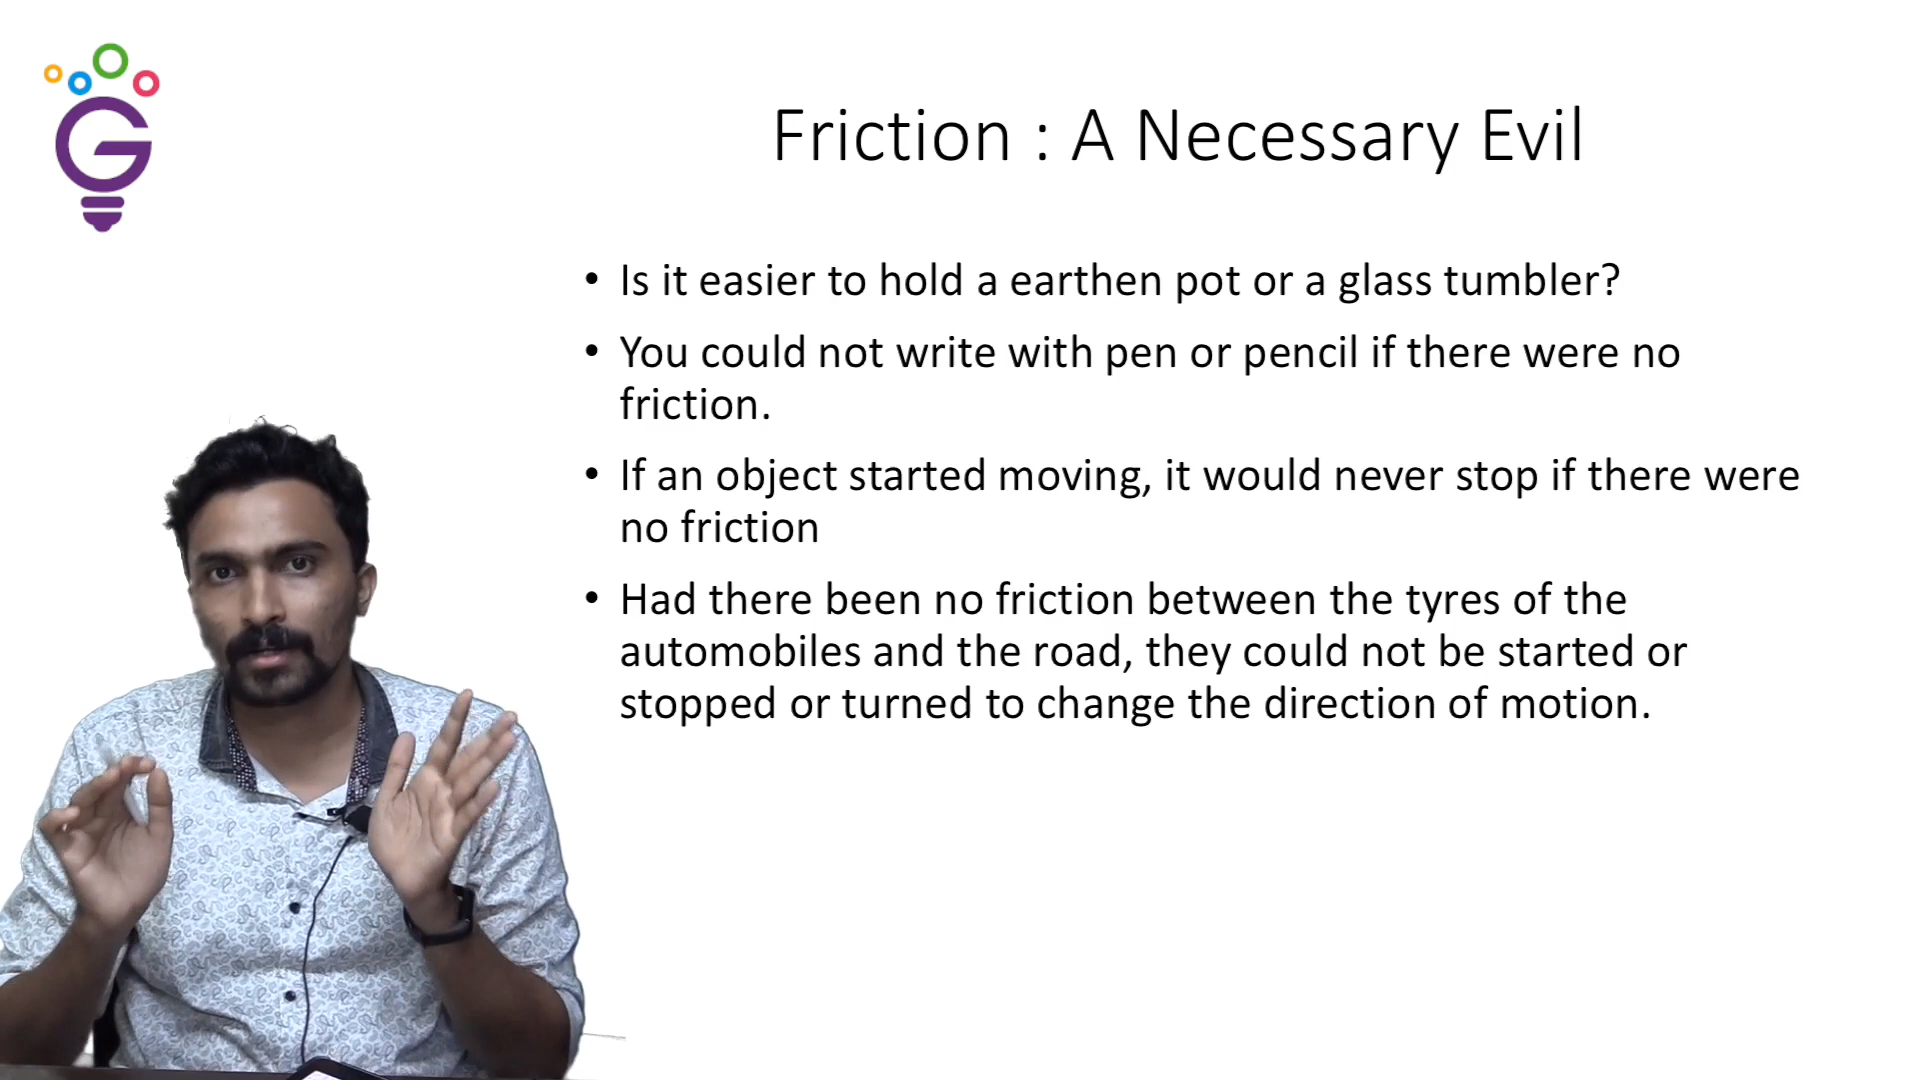 Friction : A Necessary Evil
• Is it easier to hold a earthen pot or a glass tumbler?
• You could not write with pen or pencil if there were no
friction.
• If an object started moving, it would never stop if there were
no friction
• Had there been no friction between the tyres of the
automobiles and the road, they could not be started or
stopped or turned to change the direction of motion.